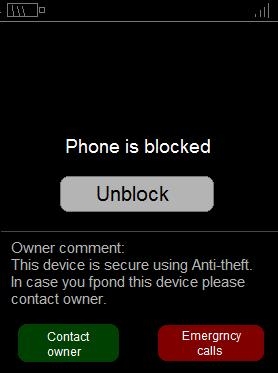 Phone is blocked
Unblock
Owner comment:
This device is secure using Anti-theft.
In case you fpond this device please
contact owner.
Contact
owner
Emergrncy
calls